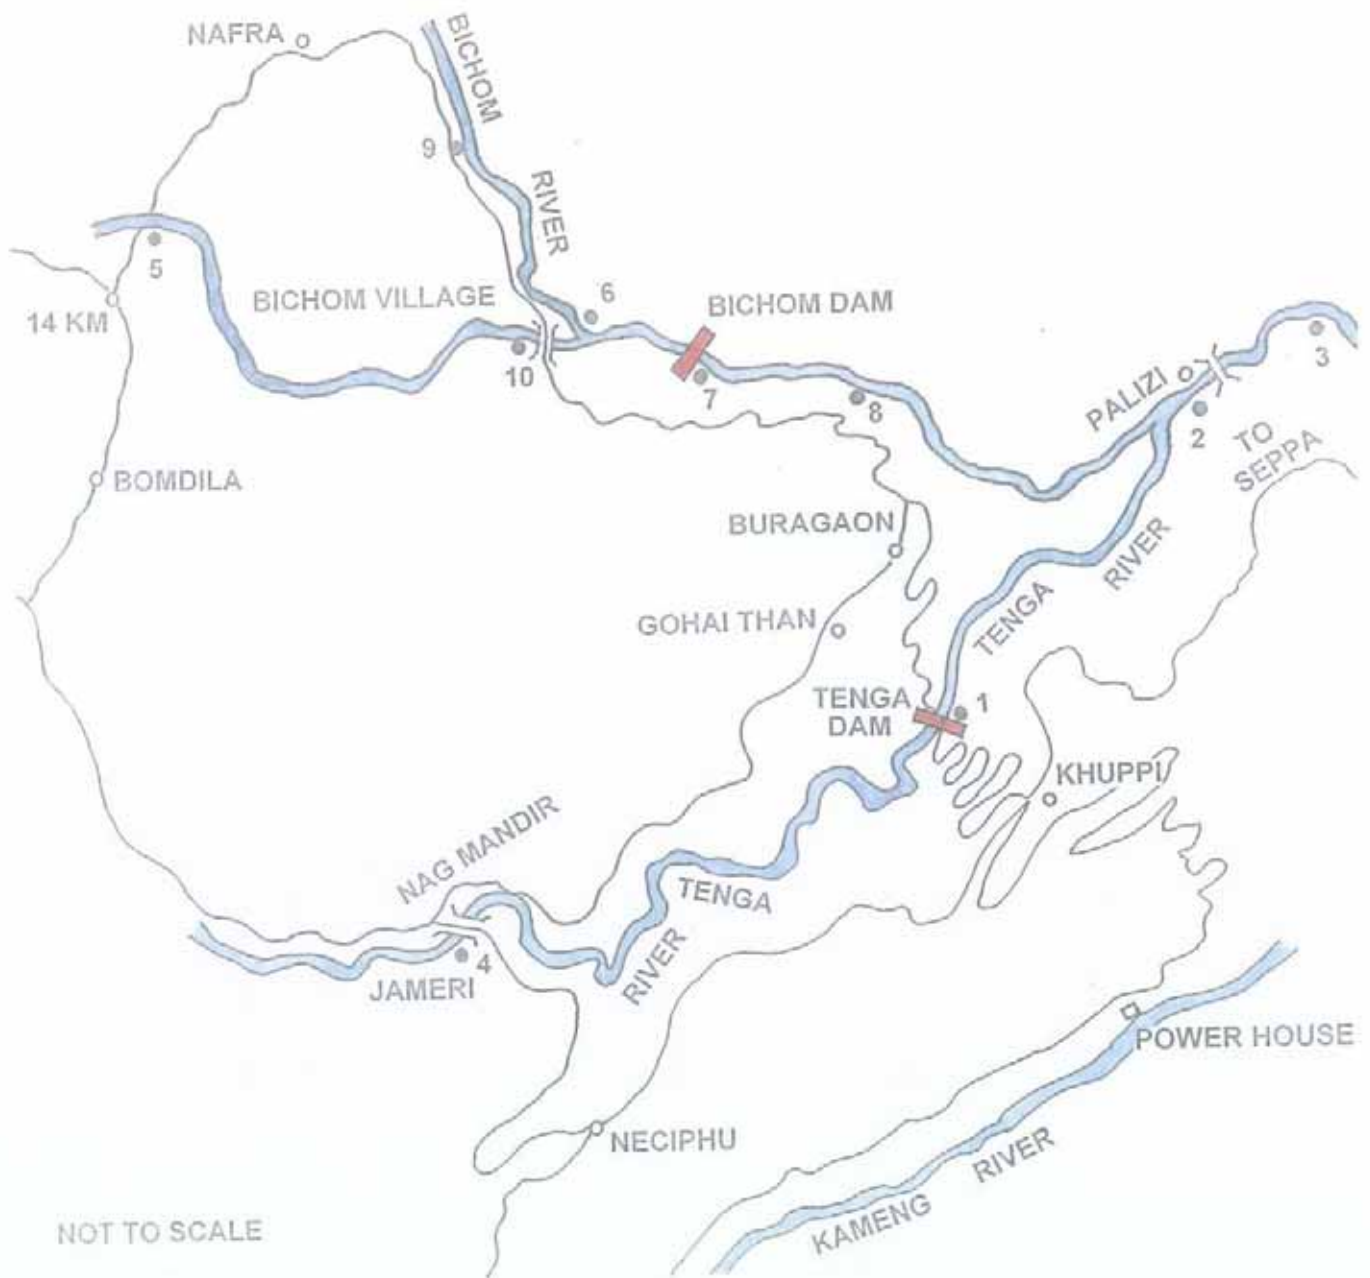 NAFRA
BICHOM
RIVER
9
5
14 KM
BICHOM VILLAGE
6
BICHOM DAM
10
7
8
PALIZI
3
2
TO
SEPPA
BOMDILA
BURAGAON
RIVER
GOHAI THAN
TENGA
TENGA
DAM
1
KHUPPI
NAG MANDIR
TENGA
RIVER
4
JAMERI
POWER HOUSE
NECIPHU
RIVER
KAMENG
NOT TO SCALE